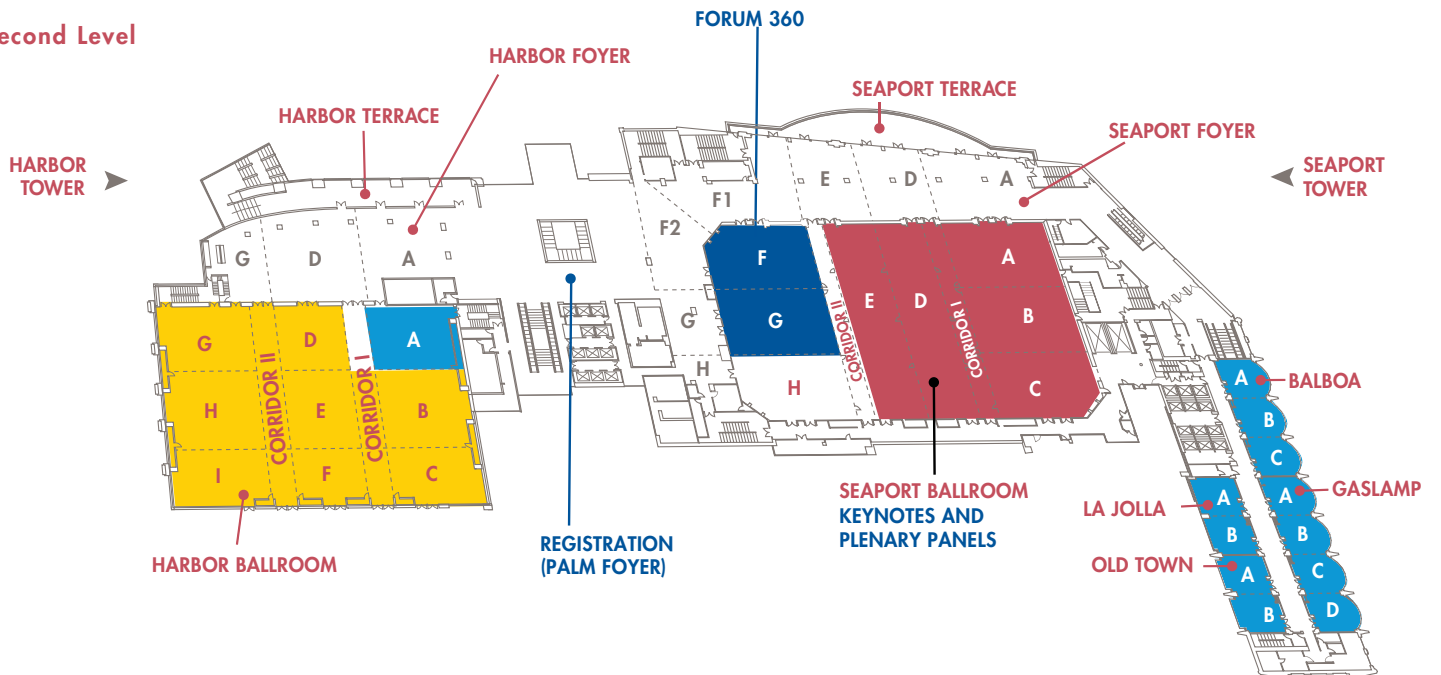 econd Level
FORUM 360
HARBOR FOYER
SEAPORT TERRACE
HARBOR TERRACE
SEAPORT FOYER
HARBOR
TOWER
SEAPORT
TOWER
E
D
A
F1
F2
G
D
A
F
A
G
D
A
E
D
B
G
G
H
H
C
CORRIDOR II
CORRIDOR I
CORRIDOR II
CORRIDOR I
H
E
B
I
F
C
A
BALBOA
B
C
A
GASLAMP
B
C
D
LA JOLLA
A
B
OLD TOWN
A
B
SEAPORT BALLROOM
KEYNOTES AND
PLENARY PANELS
REGISTRATION
(PALM FOYER)
HARBOR BALLROOM